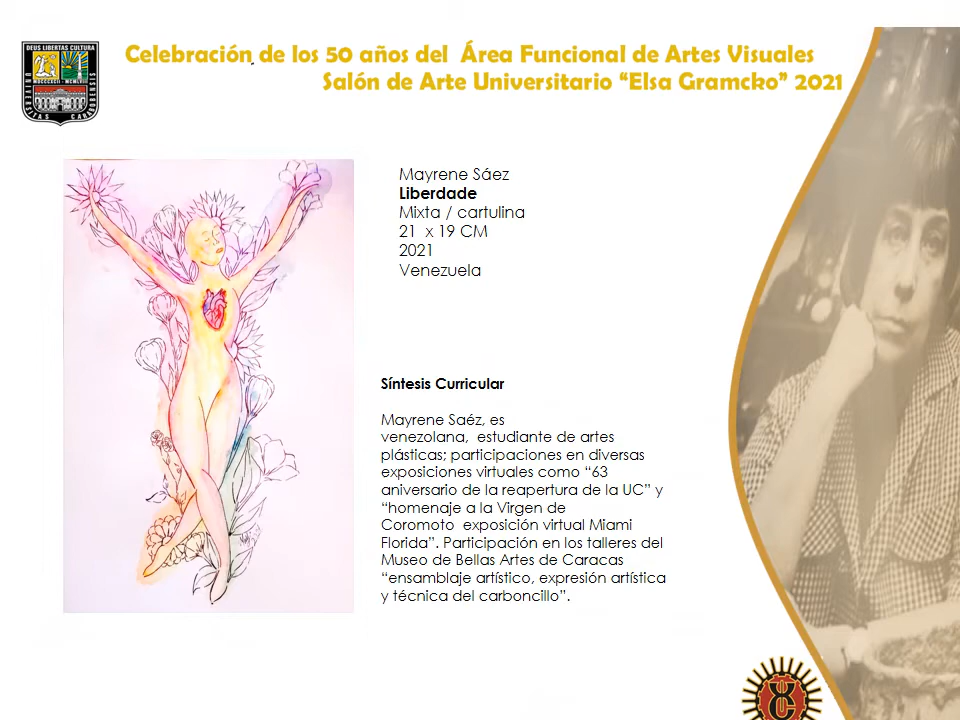 DEUS LIBERTAS CULTURA
Celebración de los 50 años del Área Funcional de Artes Visuales
Salón de Arte Universitario “Elsa Gramcko” 2021
Mayrene Sáez
Liberdade
Mixta / cartulina
21 x 19 CM
2021
Venezuela
Síntesis Curricular
Mayrene Saéz, es
venezolana, estudiante de artes
plásticas; participaciones en diversas
exposiciones virtuales como “63
aniversario de la reapertura de la UC” y
“homenaje a la Virgen de
Coromoto exposición virtual Miami
Florida”. Participación en los talleres del
Museo de Bellas Artes de Caracas
“ensamblaje artístico, expresión artística
y técnica del carboncillo”.